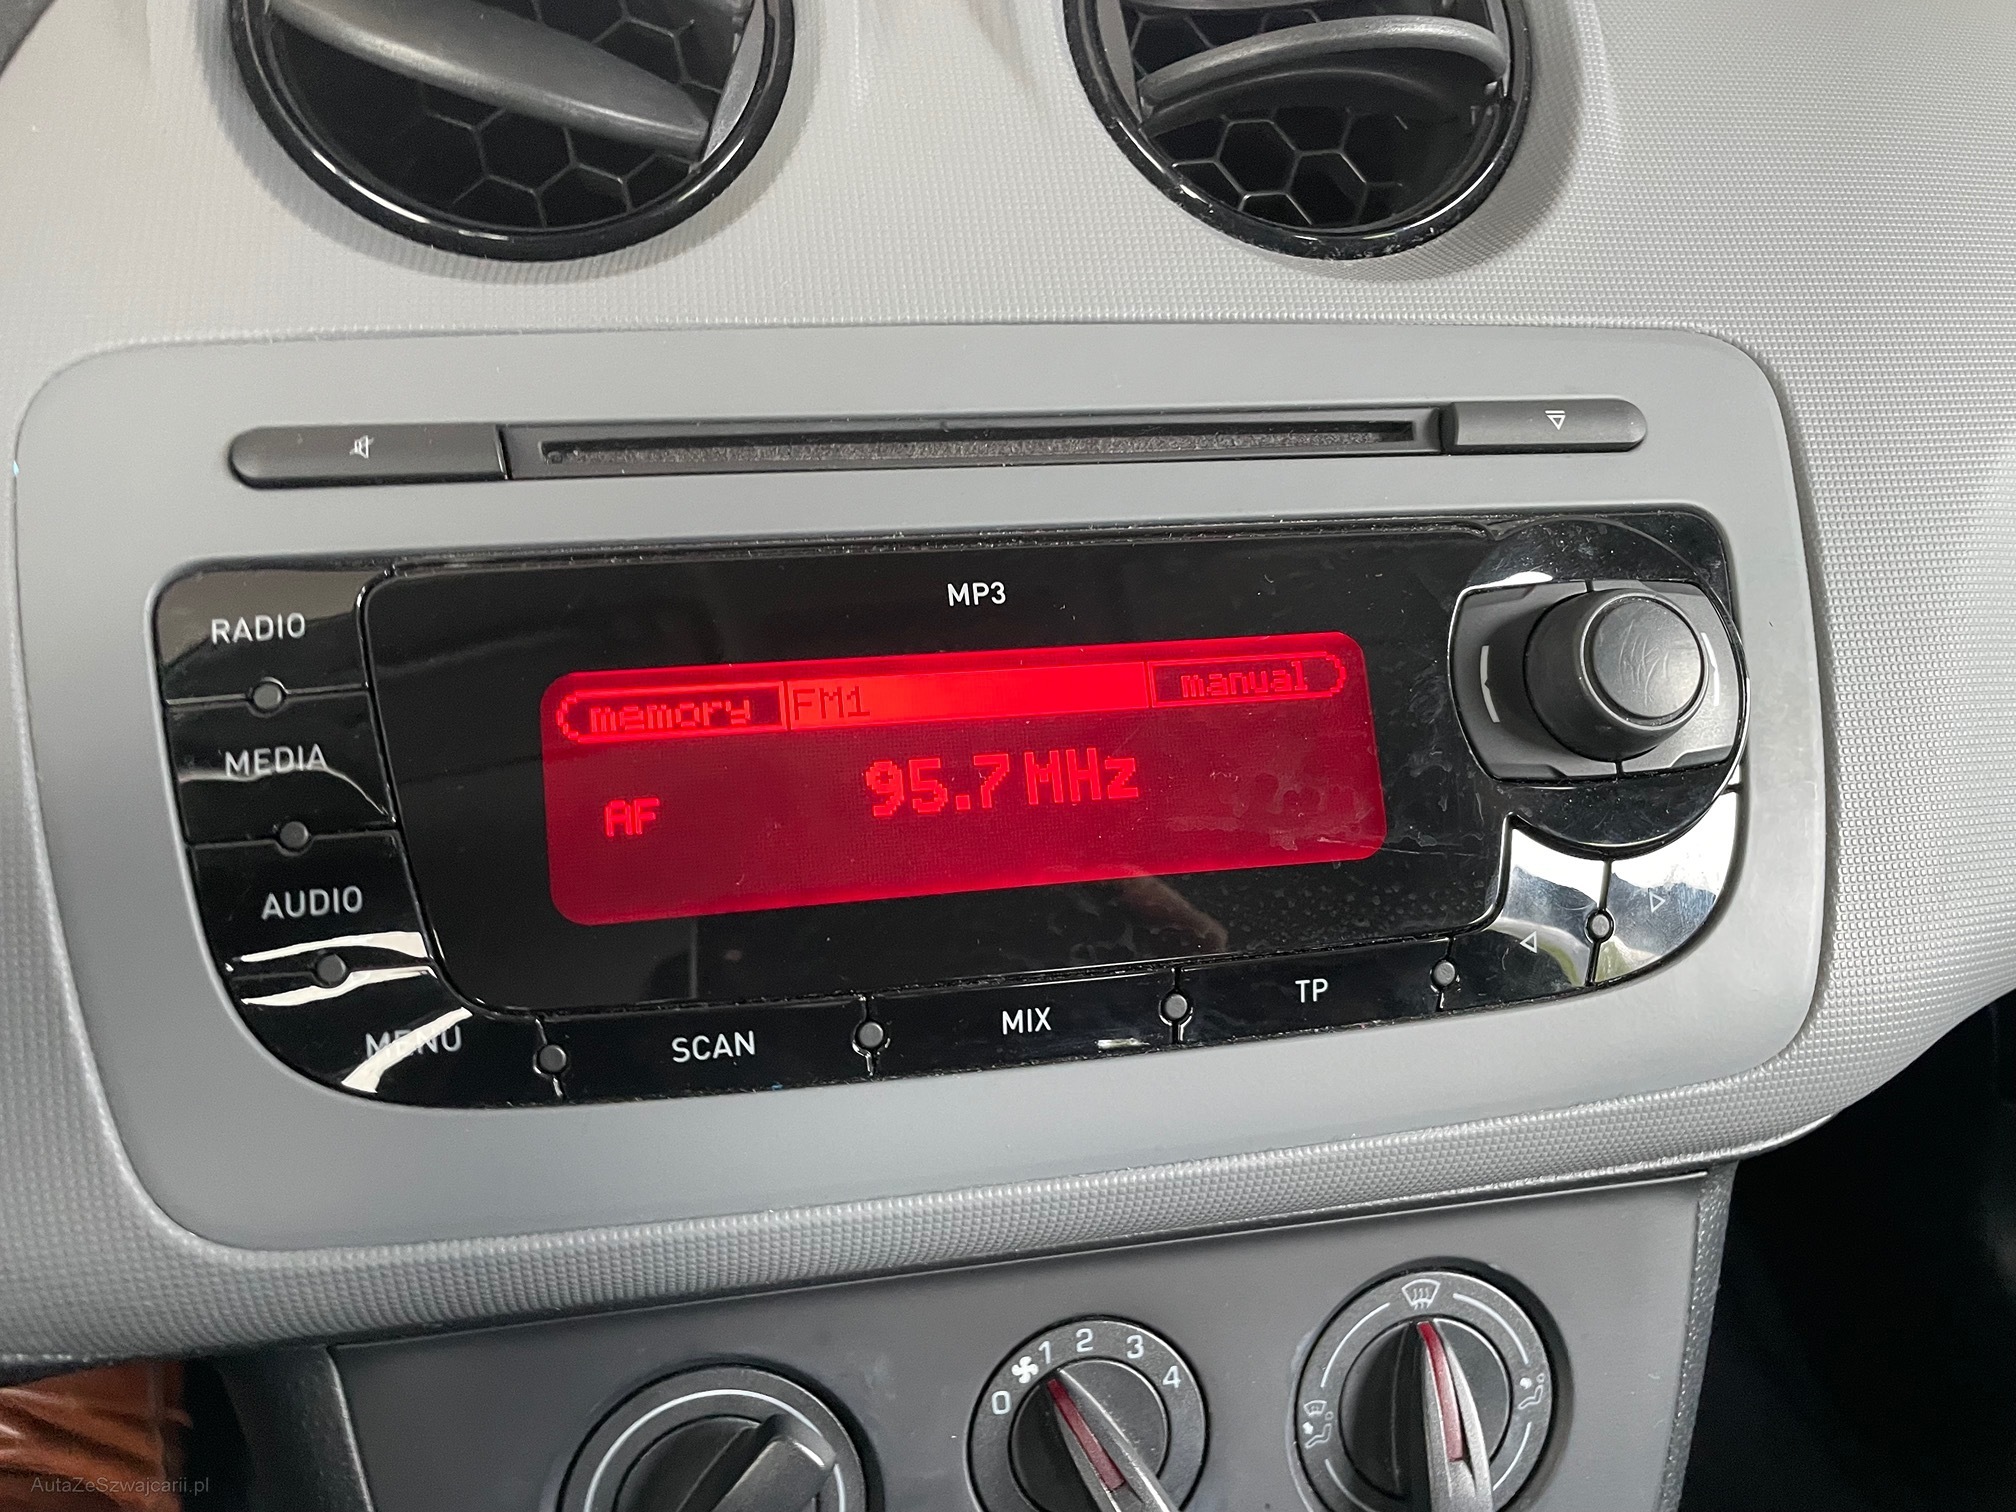 MP3
RADIO
memory FM1 manual
MEDIA
95.7 MHz
AF
AUDIO
MENU
SCAN
MIX
TP
0 1 2 3 4
AutaZeSzwajcarii.pl